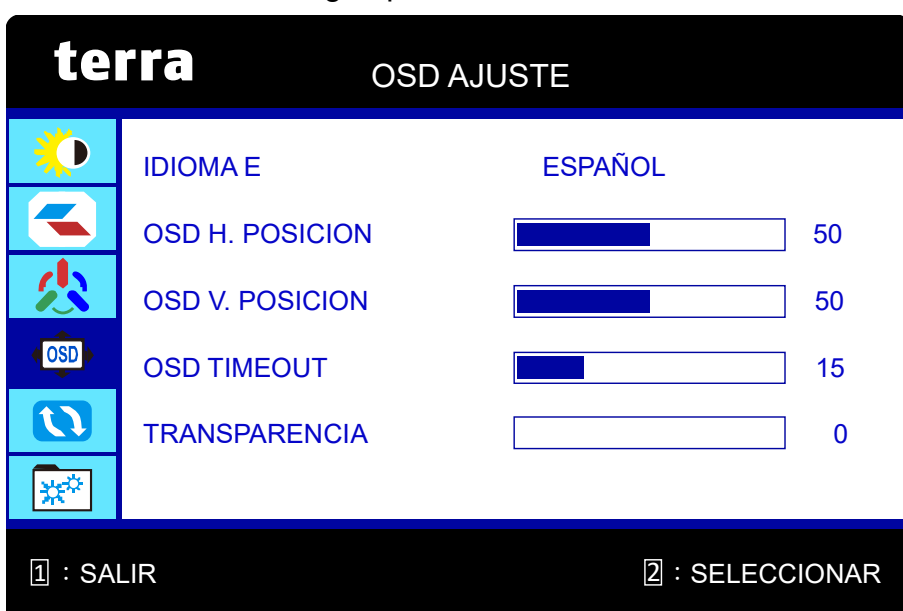 terra
OSD AJUSTE
IDIOMA E ESPAÑOL
OSD H. POSICION 50
OSD V. POSICION 50
OSD
OSD TIMEOUT 15
TRANSPARENCIA 0
1 : SALIR 2 : SELECCIONAR